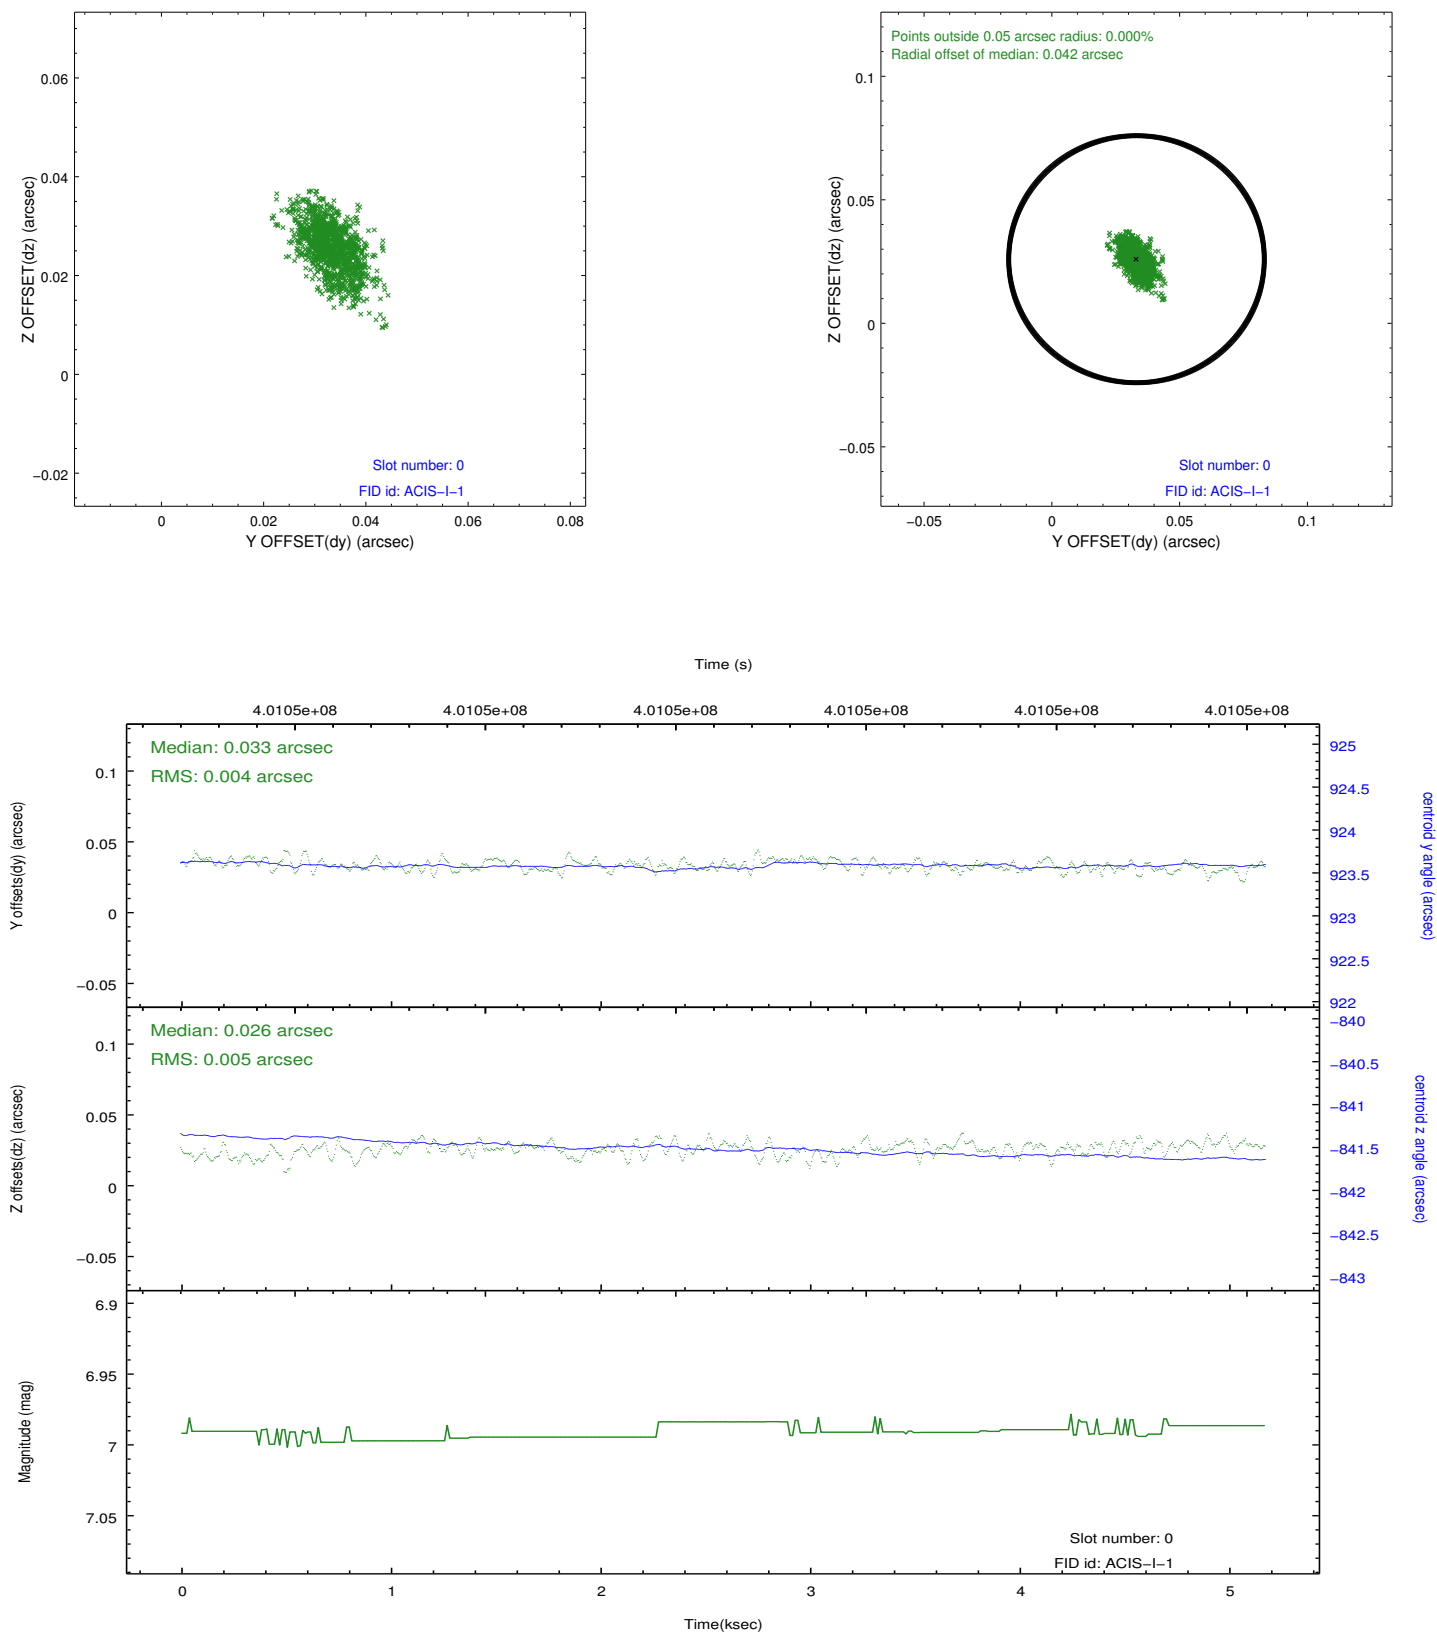 0.06
0.04
0.02
0
−0.02
Z OFFSET(dz) (arcsec)
Slot number: 0
FID id: ACIS−I−1
0 0.02 0.04 0.06 0.08
Y OFFSET(dy) (arcsec)
Points outside 0.05 arcsec radius: 0.000%
Radial offset of median: 0.042 arcsec
0.1
0.05
0
−0.05
Z OFFSET(dz) (arcsec)
Slot number: 0
FID id: ACIS−I−1
−0.05 0 0.05 0.1
Y OFFSET(dy) (arcsec)
Time (s)
4.0105e+08 4.0105e+08 4.0105e+08 4.0105e+08 4.0105e+08 4.0105e+08
Median: 0.033 arcsec
RMS: 0.004 arcsec
0.1
0.05
0
−0.05
Y offsets(dy) (arcsec)
925
924.5
924
923.5
923
922.5
922
centroid y angle (arcsec)
Median: 0.026 arcsec
RMS: 0.005 arcsec
0.1
0.05
0
−0.05
Z offsets(dz) (arcsec)
−840
−840.5
−841
−841.5
−842
−842.5
−843
centroid z angle (arcsec)
6.9
6.95
7
7.05
Magnitude (mag)
Slot number: 0
FID id: ACIS−I−1
0 1 2 3 4 5
Time(ksec)